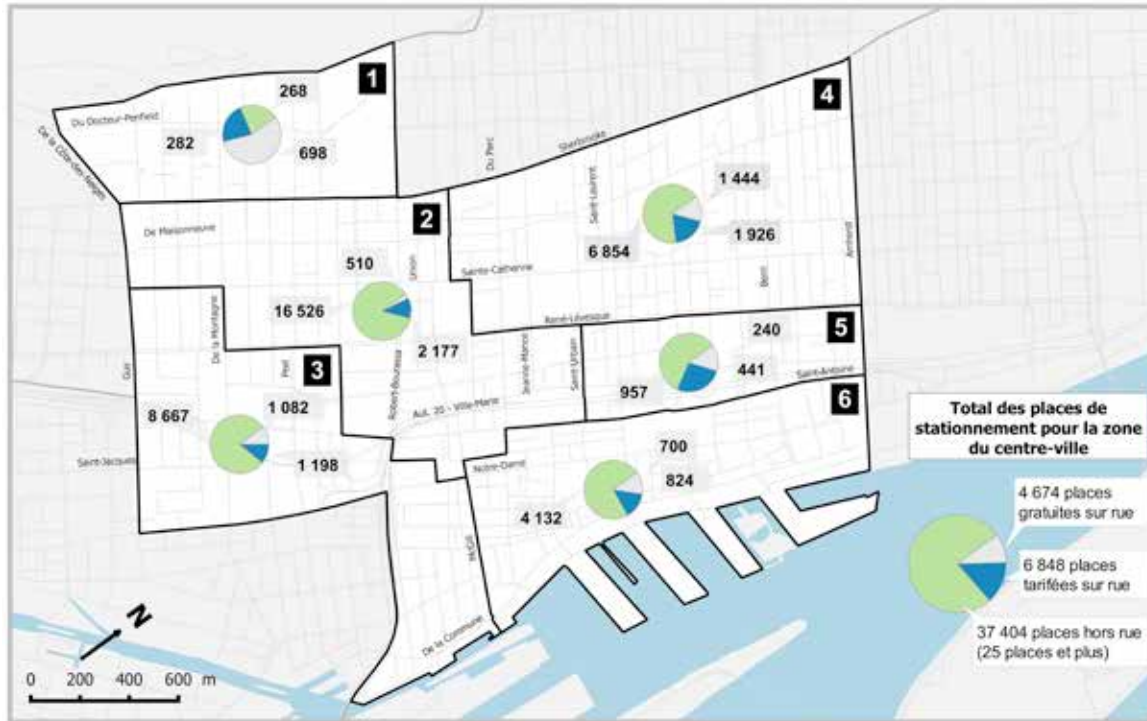 1
268
Du Docteur-Penfield
282
698
De la Côte-des-Neiges
4
Sherbrooke
Du Parc
Saint-Laurent
1 444
6 854
1 926
Berri
Amherst
2
De Maisonneuve
510
Union
Sainte-Catherine
16 526
2 177
René-Lévesque
De la Montagne
Guy
Peel
Robert-Bourassa
Jeanne-Mance
Saint-Urbain
5
240
957
441
Saint-Antoine
3
8 667
1 082
1 198
Aut. 20 - Ville-Marie
Saint-Jacques
6
Notre-Dame
700
824
4 132
McGill
De la Commune
Total des places de
stationnement pour la zone
du centre-ville
4 674 places
gratuites sur rue
6 848 places
tarifées sur rue
37 404 places hors rue
(25 places et plus)
N
0 200 400 600 m